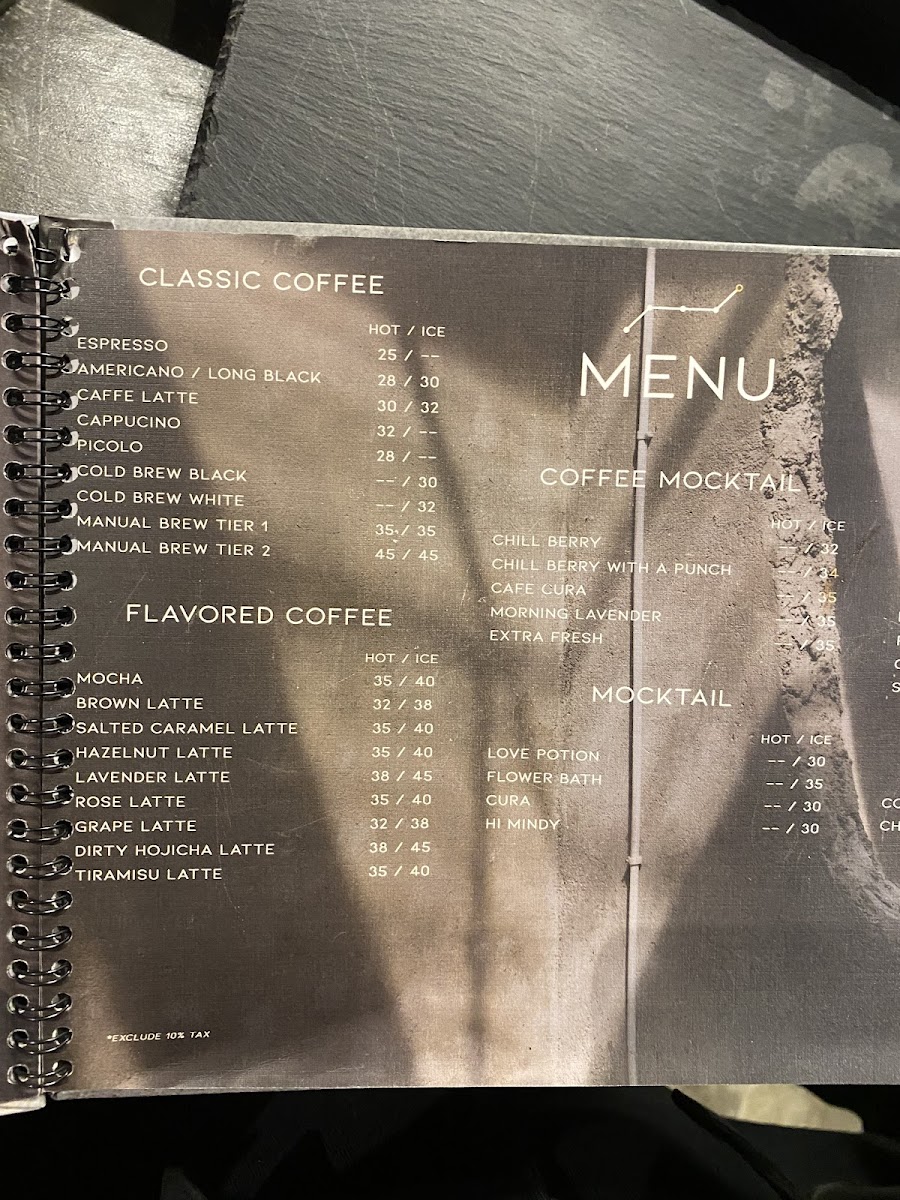 CLASSIC COFFEE
HOT / ICE
ESPRESSO 25 / --
AMERICANO / LONG BLACK 28 / 30
CAFFE LATTE 30 / 32
CAPPUCINO 32 / --
PICOLO 28 / --
COLD BREW BLACK -- / 30
COLD BREW WHITE -- / 32
MANUAL BREW TIER 1 35 / 35
MANUAL BREW TIER 2 45 / 45
FLAVORED COFFEE
HOT / ICE
MOCHA 35 / 40
BROWN LATTE 32 / 38
SALTED CARAMEL LATTE 35 / 40
HAZELNUT LATTE 35 / 40
LAVENDER LATTE 38 / 45
ROSE LATTE 35 / 40
GRAPE LATTE 32 / 38
DIRTY HOJICHA LATTE 38 / 45
TIRAMISU LATTE 35 / 40
*EXCLUDE 10% TAX
MENU
COFFEE MOCKTAIL
HOT / ICE
CHILL BERRY -- / 32
CHILL BERRY WITH A PUNCH -- / 34
CAFE CURA -- / 35
MORNING LAVENDER -- / 35
EXTRA FRESH -- / 35
MOCKTAIL
HOT / ICE
LOVE POTION -- / 30
FLOWER BATH -- / 35
CURA -- / 30
HI MINDY -- / 30